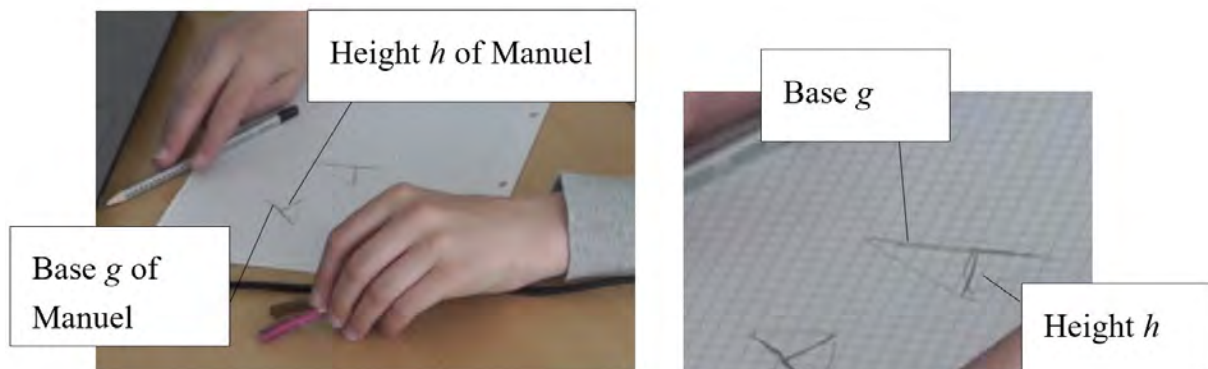 Height h of Manuel
Base g of
Manuel
Base g
Height h